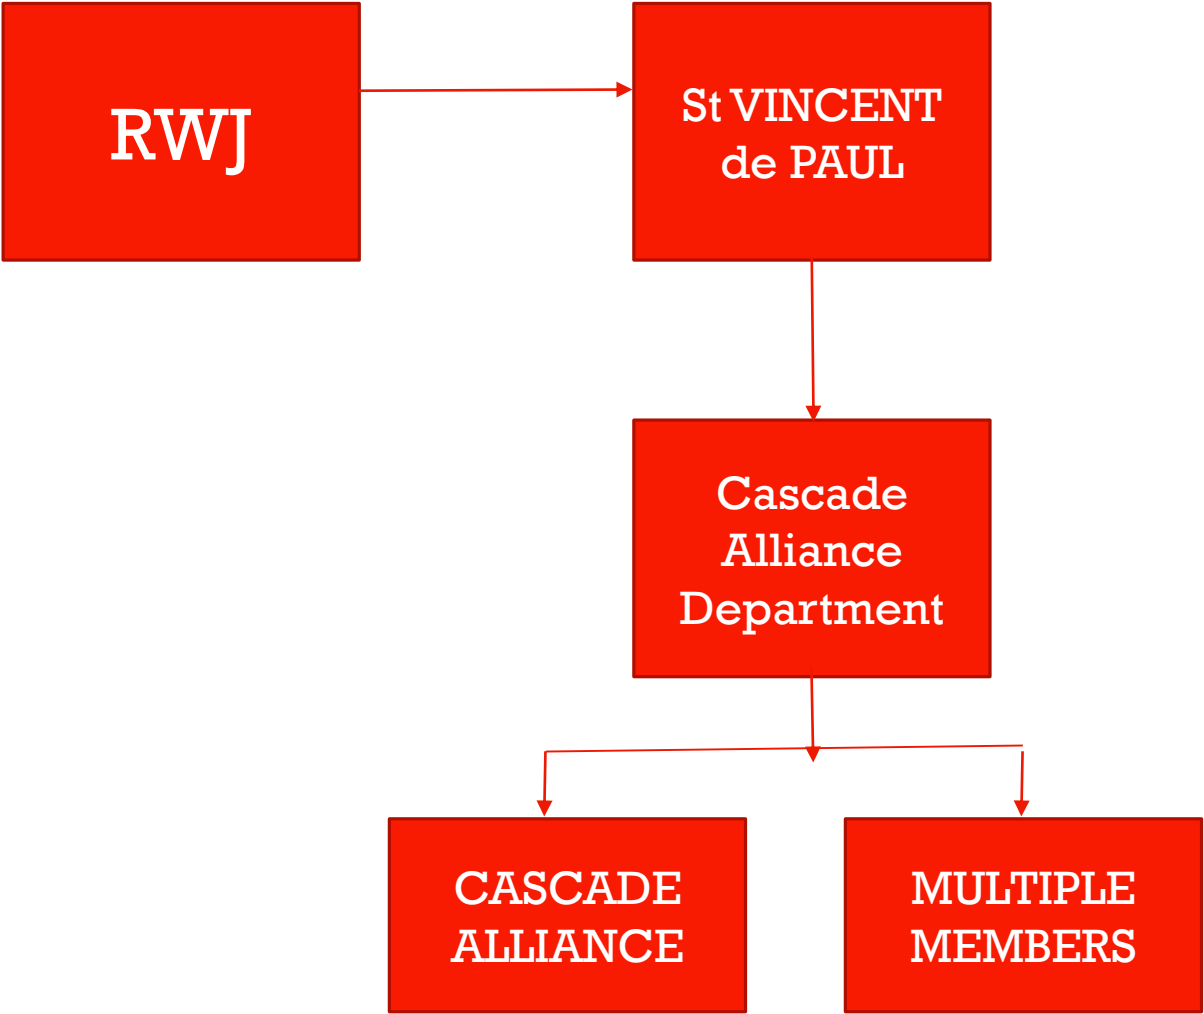 RWJ
St VINCENT
de PAUL
Cascade
Alliance
Department
CASCADE
ALLIANCE
MULTIPLE
MEMBERS